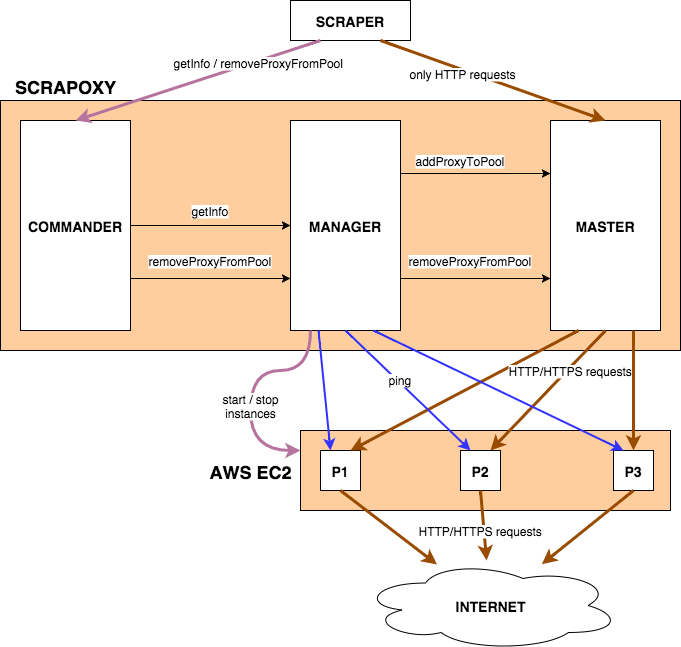 SCRAPER
getInfo / removeProxyFromPool
only HTTP requests
SCRAPOXY
addProxyToPool
getInfo
COMMANDER
MANAGER
MASTER
removeProxyFromPool
removeProxyFromPool
HTTP/HTTPS requests
ping
start / stop
instances
AWS EC2
P1
P2
P3
HTTP/HTTPS requests
INTERNET